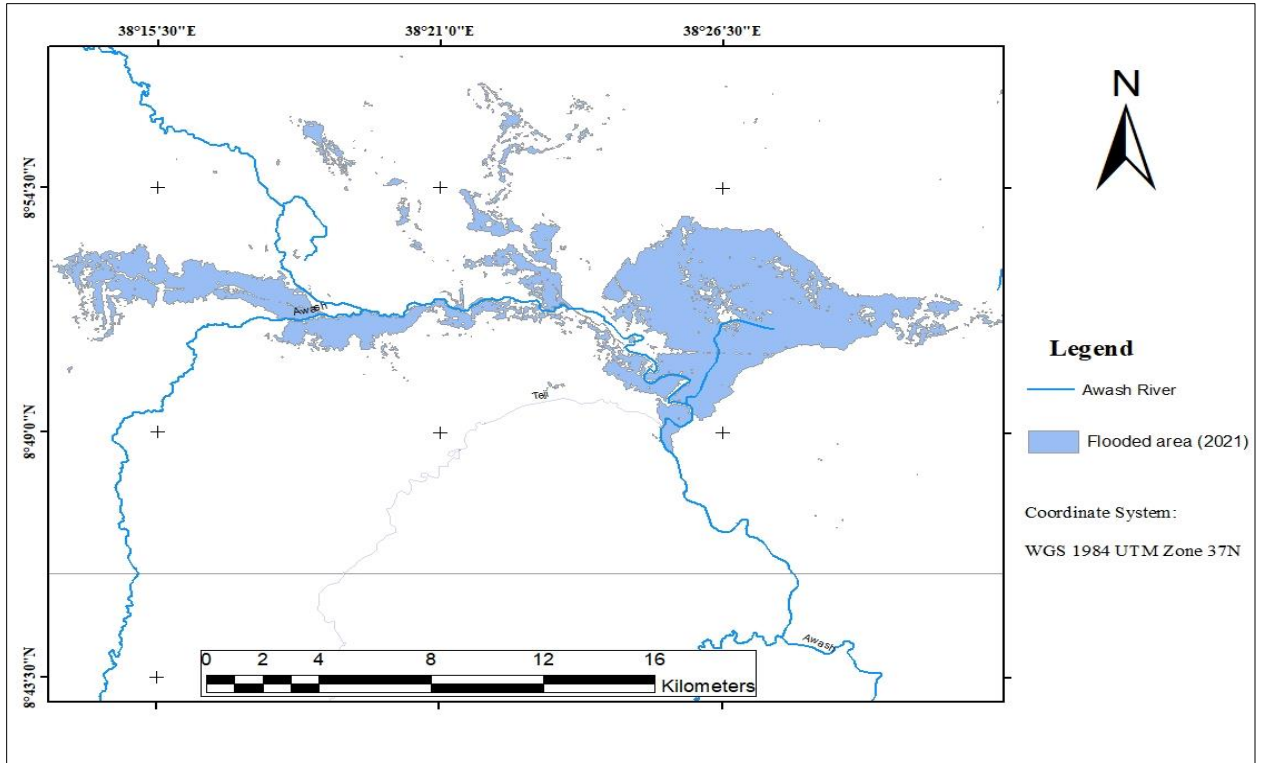 38°15'30"E
38°21'0"E
38°26'30"E
N
8°54'30"N
Awash
Legend
Awash River
Teli
8°49'0"N
Flooded area (2021)
Coordinate System:
WGS 1984 UTM Zone 37N
Awash
0 2 4 8 12 16
Kilometers
8°43'30"N